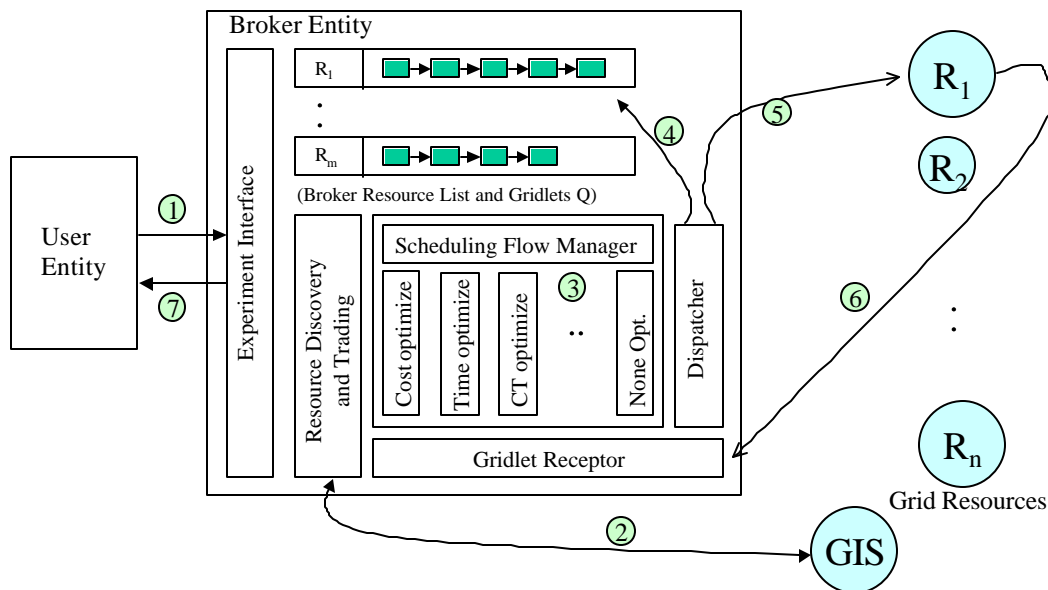 Broker Entity
R1
.
.
Rm
(Broker Resource List and Gridlets Q)
User
Entity
1
7
Experiment Interface
Resource Discovery
and Trading
Scheduling Flow Manager
3
Cost optimize
Time optimize
CT optimize
..
None Opt.
Dispatcher
Gridlet Receptor
4
5
6
2
R1
R2
.
.
Rn
Grid Resources
GIS